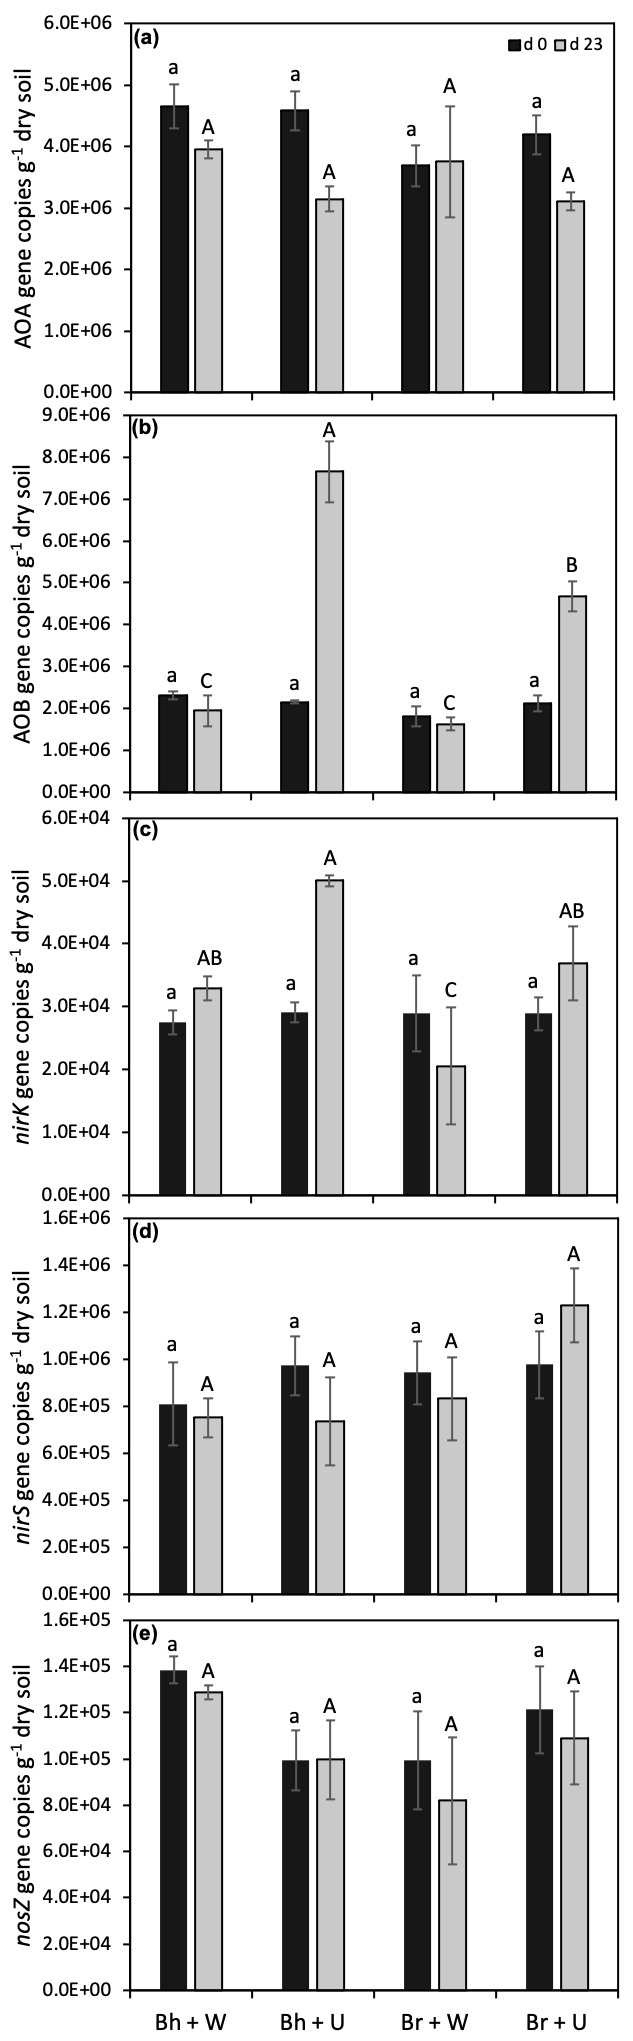 (a)
d 0 d 23
AOA gene copies g-1 dry soil
6.0E+06
5.0E+06
4.0E+06
3.0E+06
2.0E+06
1.0E+06
0.0E+00
a A a A a A a A
(b)
AOB gene copies g-1 dry soil
9.0E+06
8.0E+06
7.0E+06
6.0E+06
5.0E+06
4.0E+06
3.0E+06
2.0E+06
1.0E+06
0.0E+00
a C a A a C a B
(c)
nirK gene copies g-1 dry soil
6.0E+04
5.0E+04
4.0E+04
3.0E+04
2.0E+04
1.0E+04
0.0E+00
a AB a A a C a AB
(d)
nirS gene copies g-1 dry soil
1.6E+06
1.4E+06
1.2E+06
1.0E+06
8.0E+05
6.0E+05
4.0E+05
2.0E+05
0.0E+00
a A a A a A a A
(e)
nosZ gene copies g-1 dry soil
1.6E+05
1.4E+05
1.2E+05
1.0E+05
8.0E+04
6.0E+04
4.0E+04
2.0E+04
0.0E+00
a A a A a A a A
Bh + W Bh + U Br + W Br + U